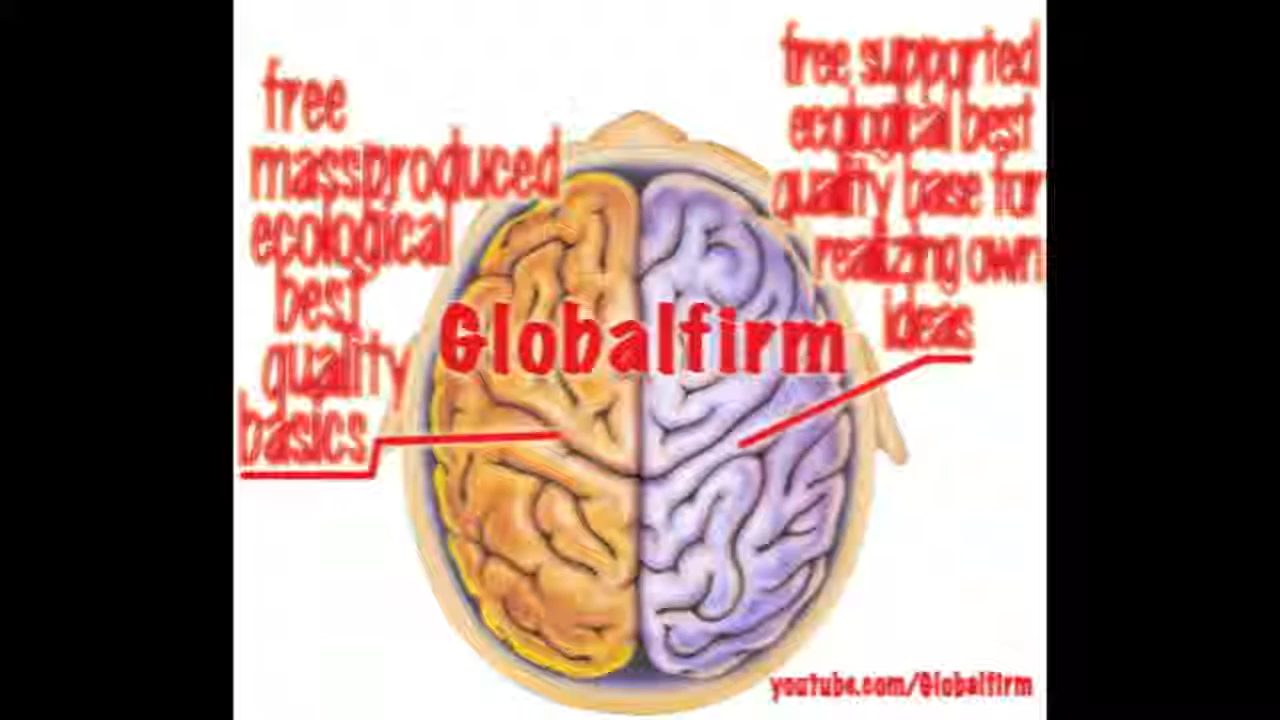 free
massproduced
ecological
best
quality
basics
free supported
ecological best
quality base for
realizing own
ideas
Globalfirm
youtube.com/Globalfirm